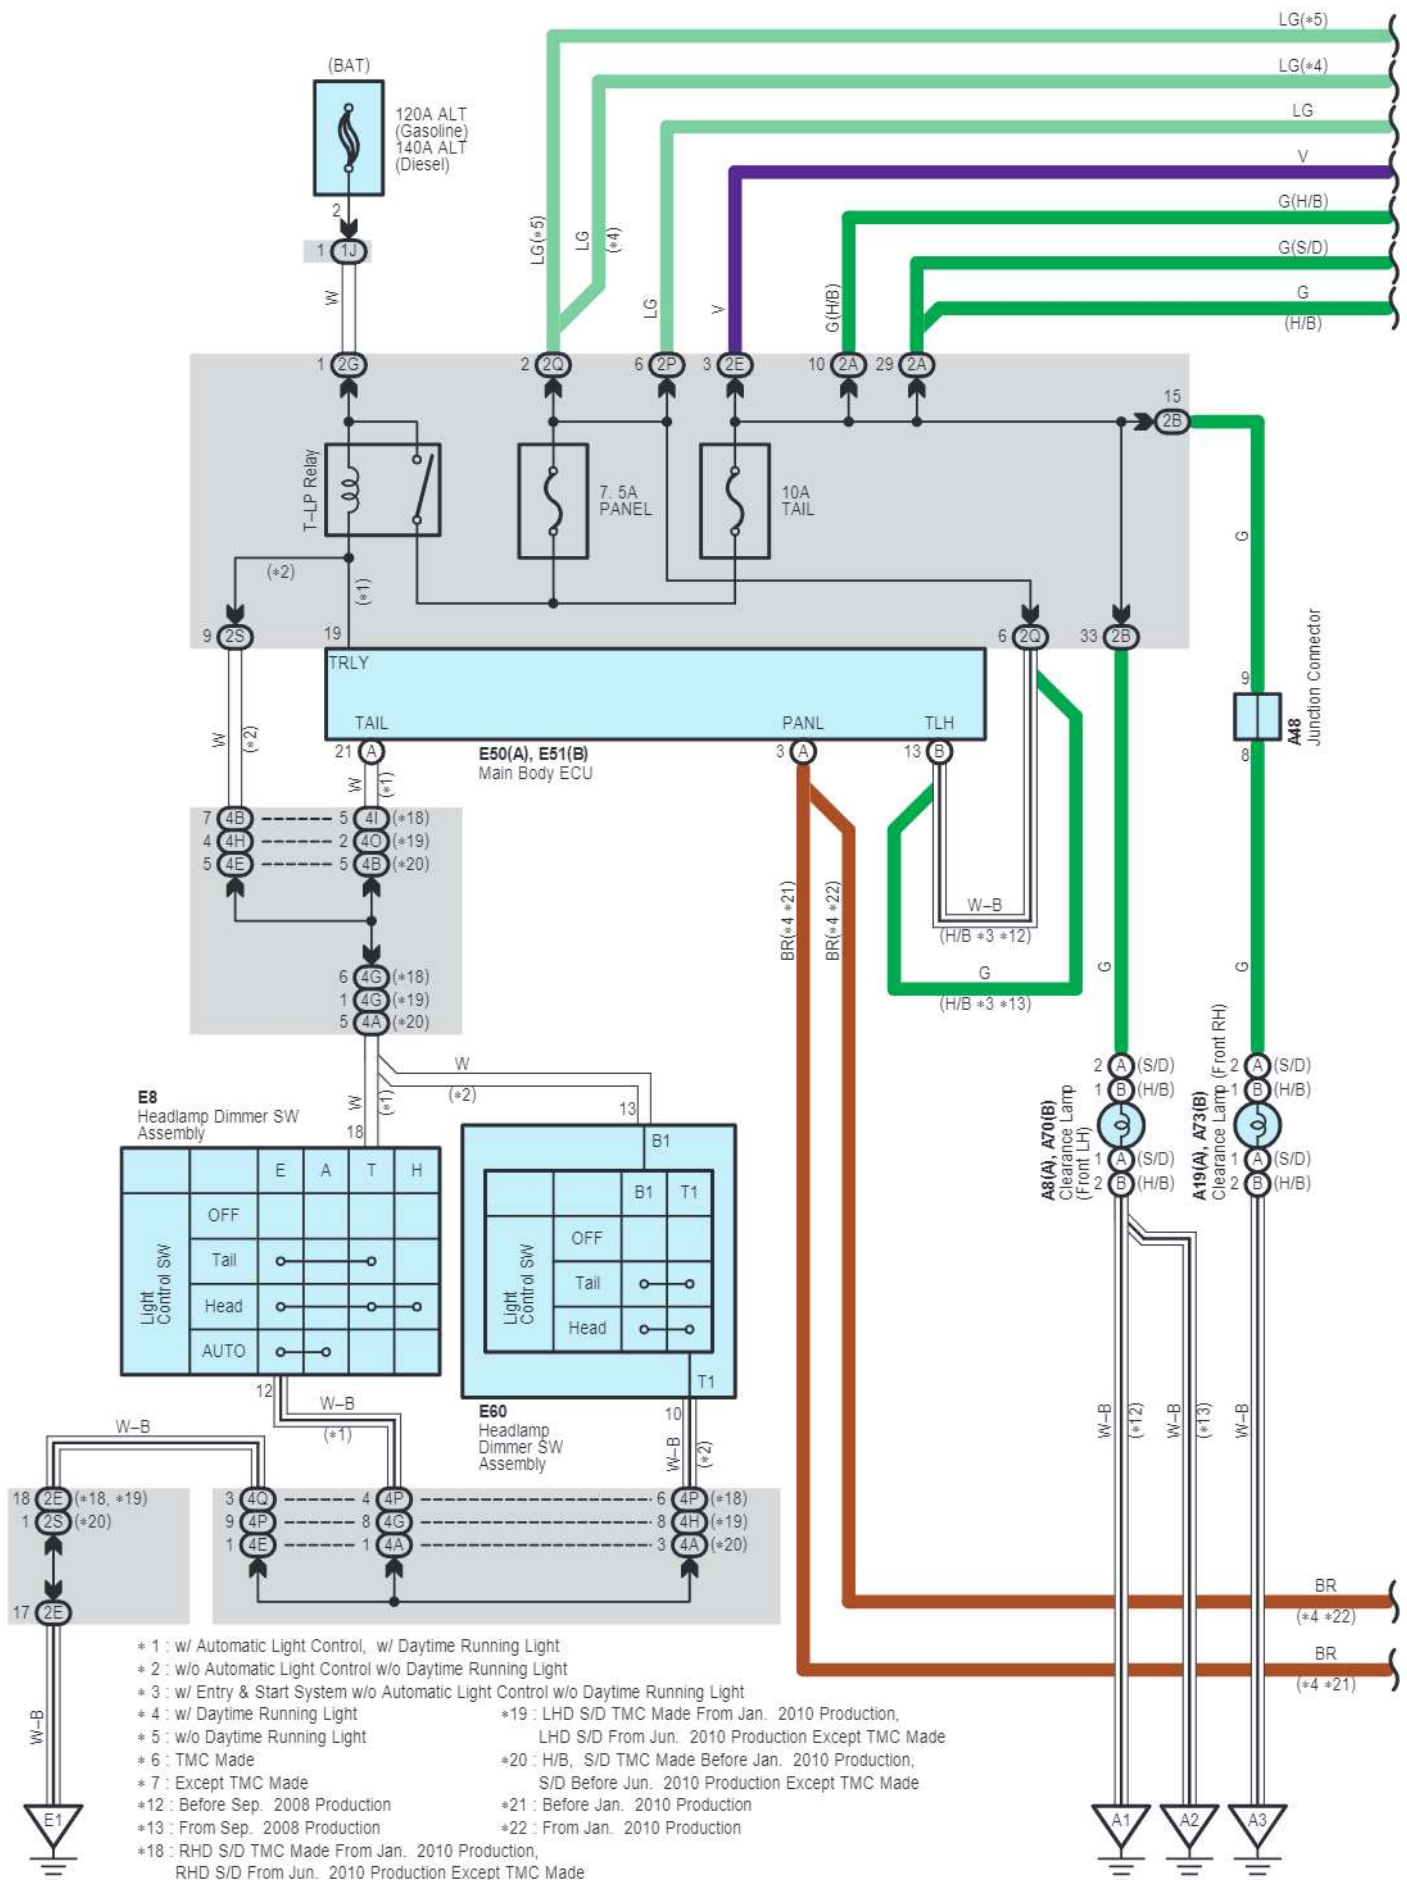 LG(*5)
LG(*4)
LG
V
G(H/B)
G(S/D)
G
(H/B)
(BAT)
120A ALT
(Gasoline)
140A ALT
(Diesel)
2
1 1J
W
LG(*5)
LG
(*4)
LG
V
G(H/B)
1 2G
2 2Q
6 2P
3 2E
10 2A
29 2A
15
2B
T-LP Relay
7. 5A
PANEL
10A
TAIL
G
(*2)
(*1)
9 2S
19
6 2Q
33 2B
TRLY
TAIL
PANL
TLH
21 A
3 A
13 B
E50(A), E51(B)
Main Body ECU
9
8
A48
Junction Connector
W
(*2)
W
(*1)
7 4B 5 4I (*18)
4 4H 2 4O (*19)
5 4E 5 4B (*20)
BR(*4 *21)
BR(*4 *22)
W-B
(H/B *3 *12)
G
(H/B *3 *13)
G
G
6 4G (*18)
1 4G (*19)
5 4A (*20)
W
(*2)
W
(*1)
E8
Headlamp Dimmer SW
Assembly
18
13
2 A (S/D)
1 B (H/B)
1 A (S/D)
2 B (H/B)
A8(A), A70(B)
Clearance Lamp
(Front LH)
2 A (S/D)
1 B (H/B)
1 A (S/D)
2 B (H/B)
A19(A), A73(B)
Clearance Lamp (Front RH)
E A T H
Light
Control SW
OFF
Tail
Head
AUTO
B1
B1 T1
Light
Control SW
OFF
Tail
Head
T1
12
W-B
(*1)
W-B
E60
Headlamp
Dimmer SW
Assembly
10
W-B
(*2)
W-B
(*12)
W-B
(*13)
W-B
18 2E (*18, *19)
1 2S (*20)
17 2E
3 4Q 4 4P 6 4P (*18)
9 4P 8 4G 8 4H (*19)
1 4E 1 4A 3 4A (*20)
BR
(*4 *22)
BR
(*4 *21)
W-B
* 1 : w/ Automatic Light Control, w/ Daytime Running Light
* 2 : w/o Automatic Light Control w/o Daytime Running Light
* 3 : w/ Entry & Start System w/o Automatic Light Control w/o Daytime Running Light
* 4 : w/ Daytime Running Light
* 5 : w/o Daytime Running Light
* 6 : TMC Made
* 7 : Except TMC Made
*12 : Before Sep. 2008 Production
*13 : From Sep. 2008 Production
*18 : RHD S/D TMC Made From Jan. 2010 Production,
RHD S/D From Jun. 2010 Production Except TMC Made
*19 : LHD S/D TMC Made From Jan. 2010 Production,
LHD S/D From Jun. 2010 Production Except TMC Made
*20 : H/B, S/D TMC Made Before Jan. 2010 Production,
S/D Before Jun. 2010 Production Except TMC Made
*21 : Before Jan. 2010 Production
*22 : From Jan. 2010 Production
E1
A1
A2
A3